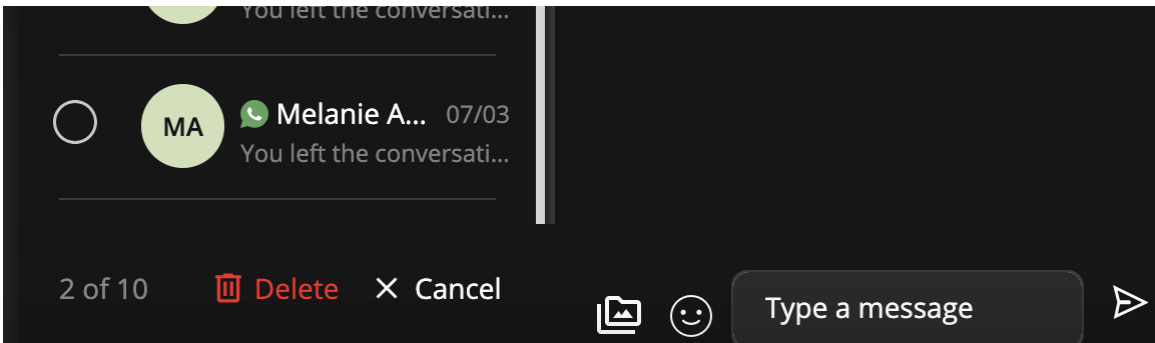 You left the conversati...
MA
Melanie A... 07/03
You left the conversati...
2 of 10 Delete Cancel
Type a message